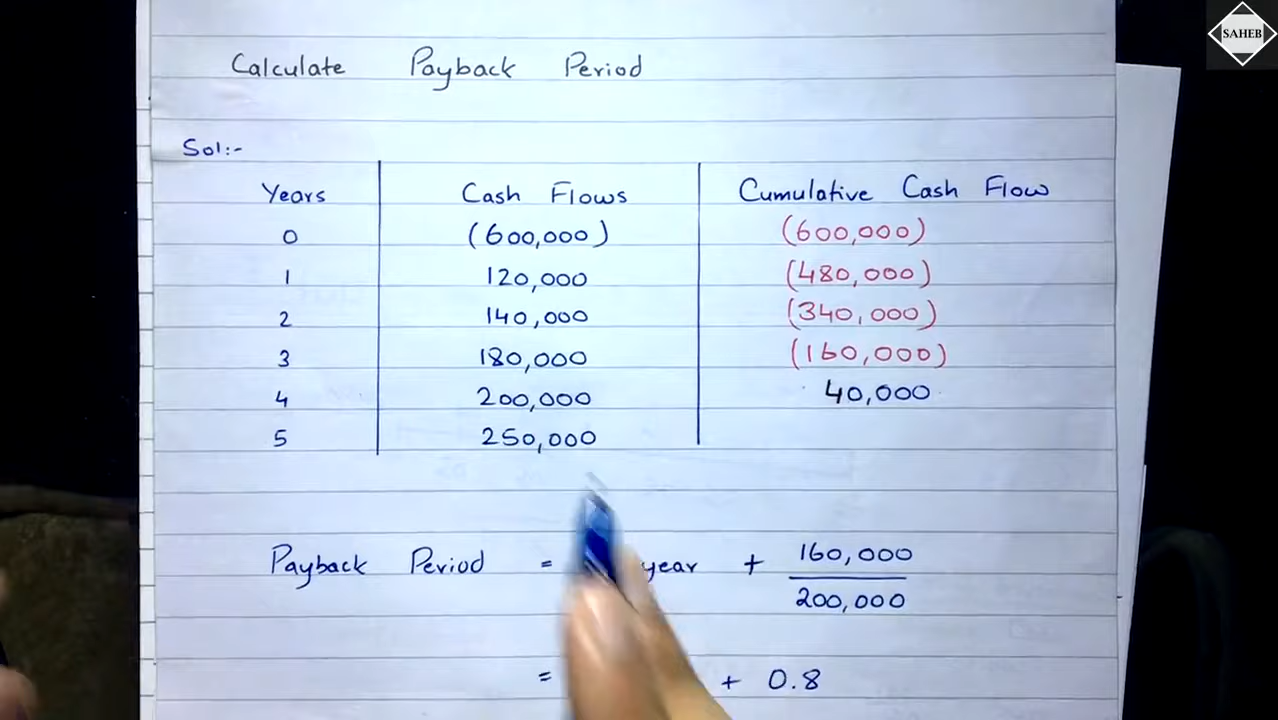 SAHEB
Calculate Payback Period
Sol:-
Years Cash Flows Cumulative Cash Flow
0 (600,000) (600,000)
1 120,000 (480,000)
2 140,000 (340,000)
3 180,000 (160,000)
4 200,000 40,000
5 250,000
Payback Period = year + 160,000
200,000
= + 0.8